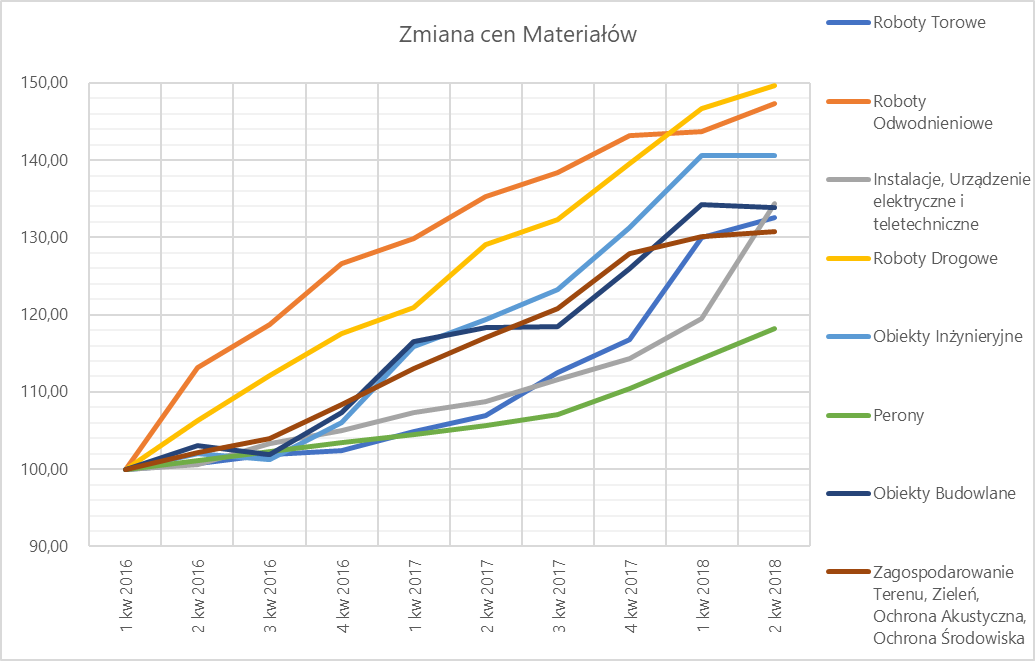 Zmiana cen Materiałów
150,00
140,00
130,00
120,00
110,00
100,00
90,00
1 kw 2016
2 kw 2016
3 kw 2016
4 kw 2016
1 kw 2017
2 kw 2017
3 kw 2017
4 kw 2017
1 kw 2018
2 kw 2018
Roboty Torowe
Roboty
Odwodnieniowe
Instalacje, Urządzenie
elektryczne i
teletechniczne
Roboty Drogowe
Obiekty Inżynieryjne
Perony
Obiekty Budowlane
Zagospodarowanie
Terenu, Zieleń,
Ochrona Akustyczna,
Ochrona Środowiska